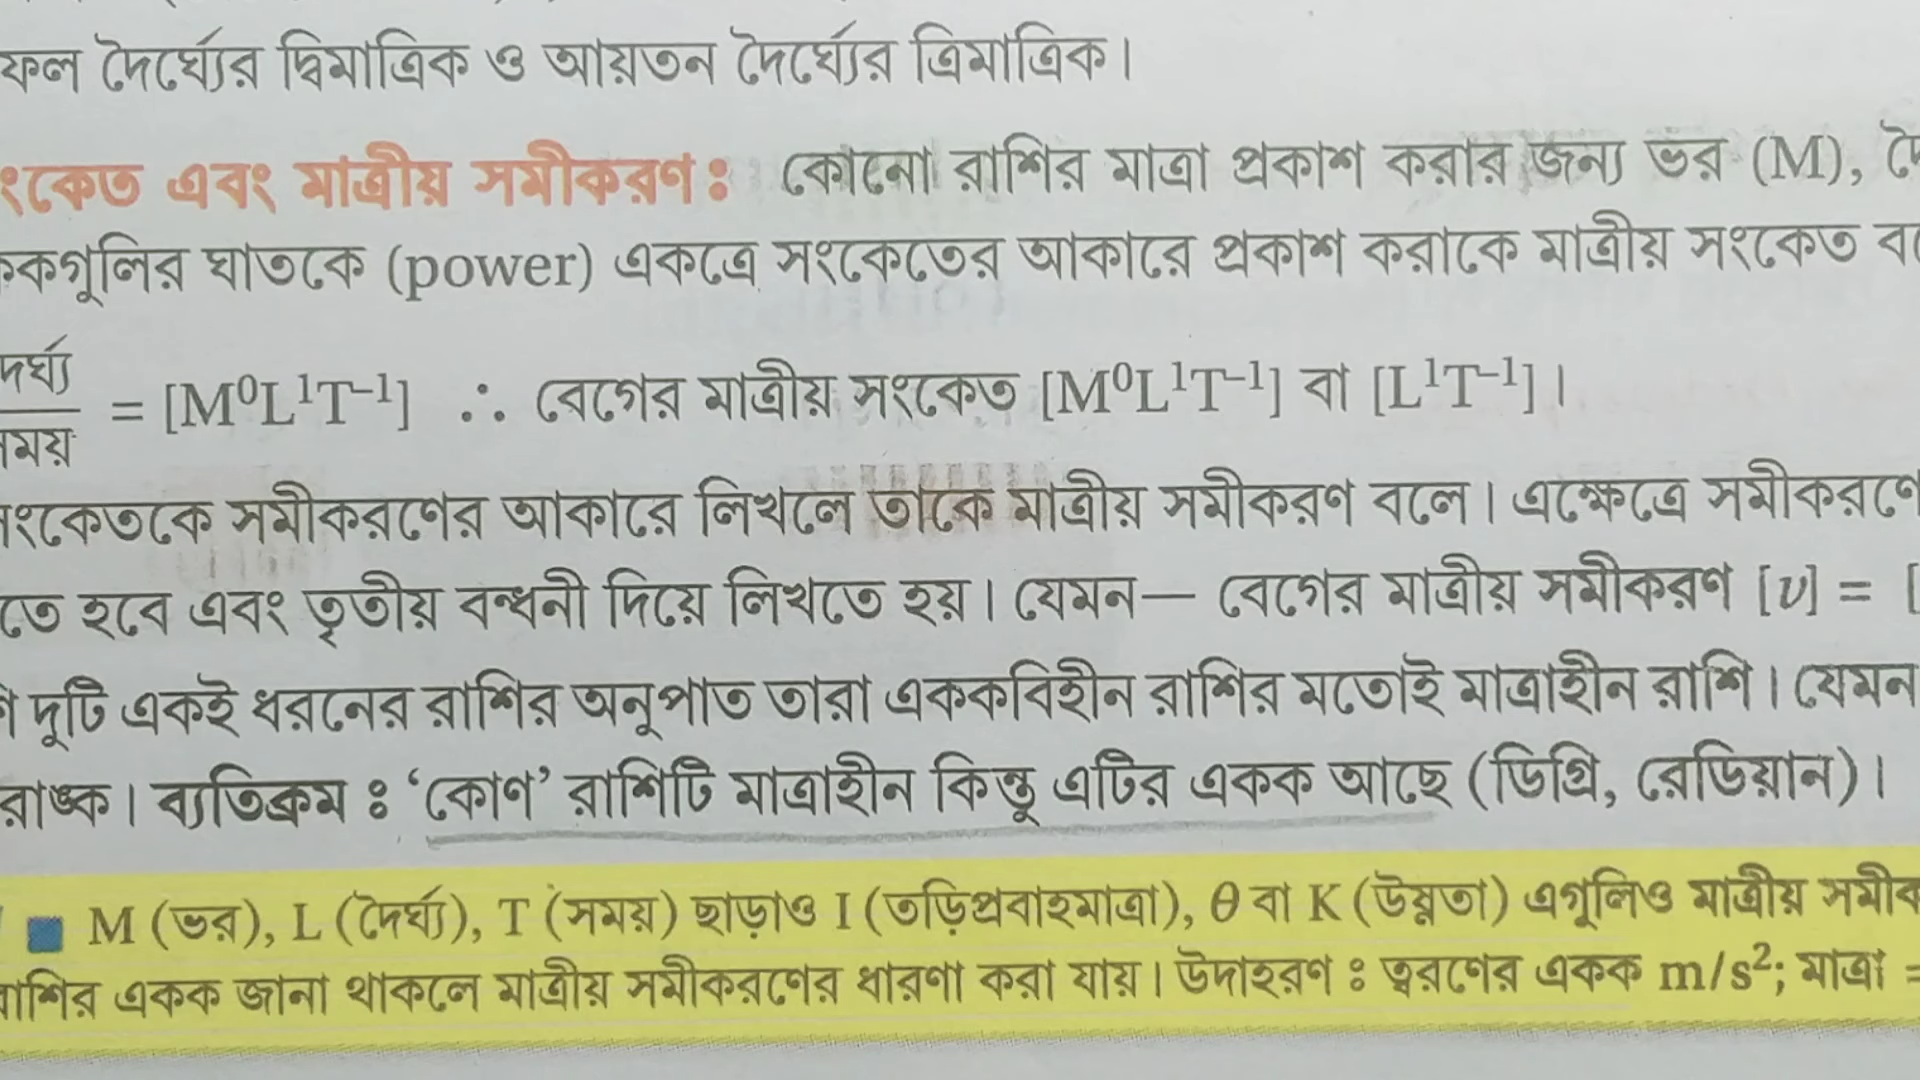 ফল দৈর্ঘ্যের দ্বিমাত্রিক ও আয়তন দৈর্ঘ্যের ত্রিমাত্রিক।
ংকেত এবং মাত্রীয় সমীকরণ : কোনো রাশির মাত্রা প্রকাশ করার জন্য ভর (M), দৈ
ককগুলির ঘাতকে (power) একত্রে সংকেতের আকারে প্রকাশ করাকে মাত্রীয় সংকেত
দর্ঘ্য
ময় = [M⁰L¹T⁻¹] ∴ বেগের মাত্রীয় সংকেত [M⁰L¹T⁻¹] বা [L¹T⁻¹]।
ংকেতকে সমীকরণের আকারে লিখলে তাকে মাত্রীয় সমীকরণ বলে। এক্ষেত্রে সমীকরণে
তে হবে এবং তৃতীয় বন্ধনী দিয়ে লিখতে হয়। যেমন— বেগের মাত্রীয় সমীকরণ [v] = [
দুটি একই ধরনের রাশির অনুপাত তারা এককবিহীন রাশির মতোই মাত্রাহীন রাশি। যেমন
রাঙ্ক। ব্যতিক্রম : ‘কোণ’ রাশিটি মাত্রাহীন কিন্তু এটির একক আছে (ডিগ্রি, রেডিয়ান)।
M (ভর), L (দৈর্ঘ্য), T (সময়) ছাড়াও I (তড়িৎপ্রবাহমাত্রা), θ বা K (উষ্ণতা) এগুলিও মাত্রীয় সমীক
াশির একক জানা থাকলে মাত্রীয় সমীকরণের ধারণা করা যায়। উদাহরণ : ত্বরণের একক m/s²; মাত্রা =